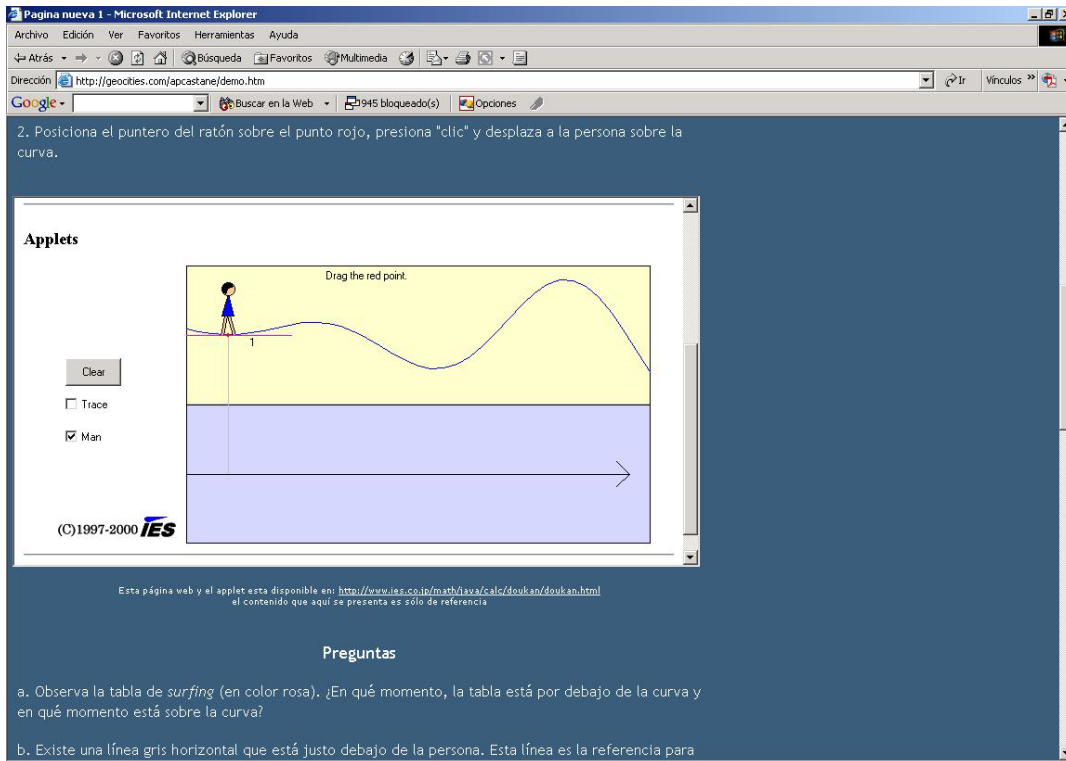 Pagina nueva 1 - Microsoft Internet Explorer
Archivo Edición Ver Favoritos Herramientas Ayuda
Atrás Búsqueda Favoritos Multimedia
Dirección http://geocities.com/apcastane/demo.htm Ir Vínculos »
Google Buscar en la Web 945 bloqueado(s) Opciones
2. Posiciona el puntero del ratón sobre el punto rojo, presiona "clic" y desplaza a la persona sobre la
curva.
Applets
Drag the red point.
1
Clear
Trace
Man
(C)1997-2000 IES
Esta página web y el applet esta disponible en: http://www.ies.co.jp/math/java/calc/doukan/doukan.html
el contenido que aquí se presenta es sólo de referencia
Preguntas
a. Observa la tabla de surfing (en color rosa). ¿En qué momento, la tabla está por debajo de la curva y
en qué momento está sobre la curva?
b. Existe una línea gris horizontal que está justo debajo de la persona. Esta línea es la referencia para